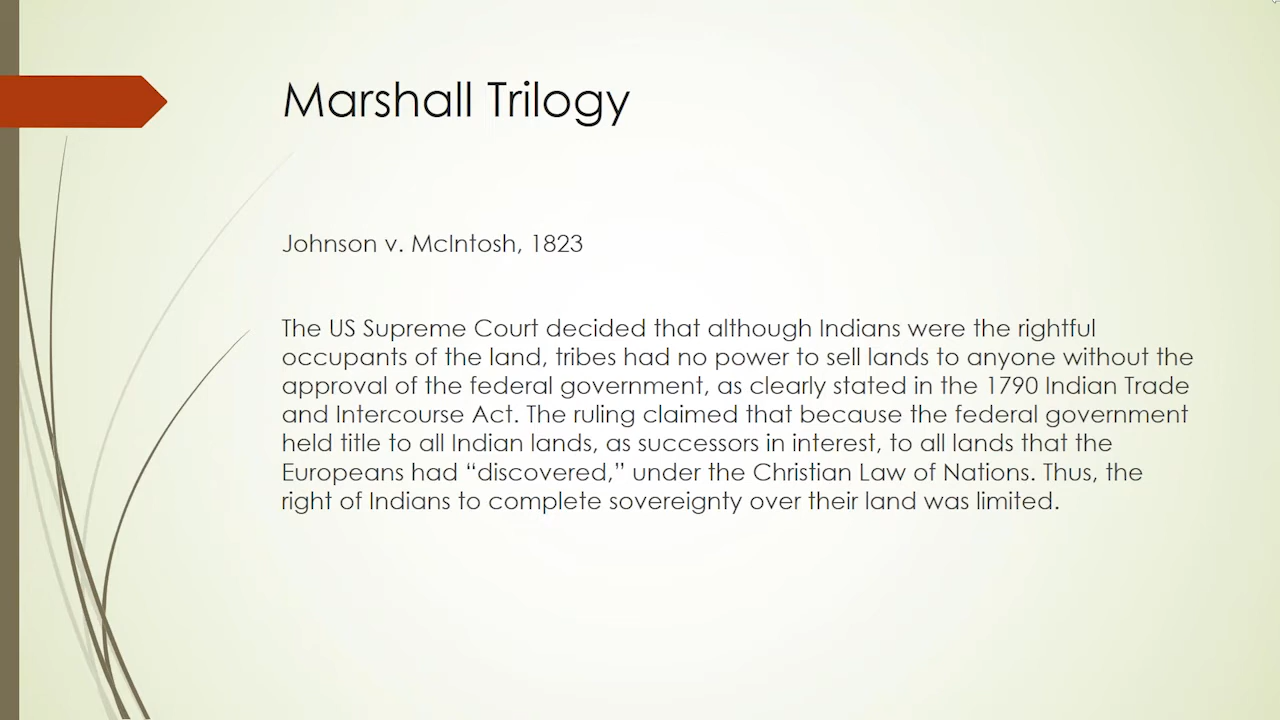 Marshall Trilogy
Johnson v. McIntosh, 1823
The US Supreme Court decided that although Indians were the rightful
occupants of the land, tribes had no power to sell lands to anyone without the
approval of the federal government, as clearly stated in the 1790 Indian Trade
and Intercourse Act. The ruling claimed that because the federal government
held title to all Indian lands, as successors in interest, to all lands that the
Europeans had “discovered,” under the Christian Law of Nations. Thus, the
right of Indians to complete sovereignty over their land was limited.